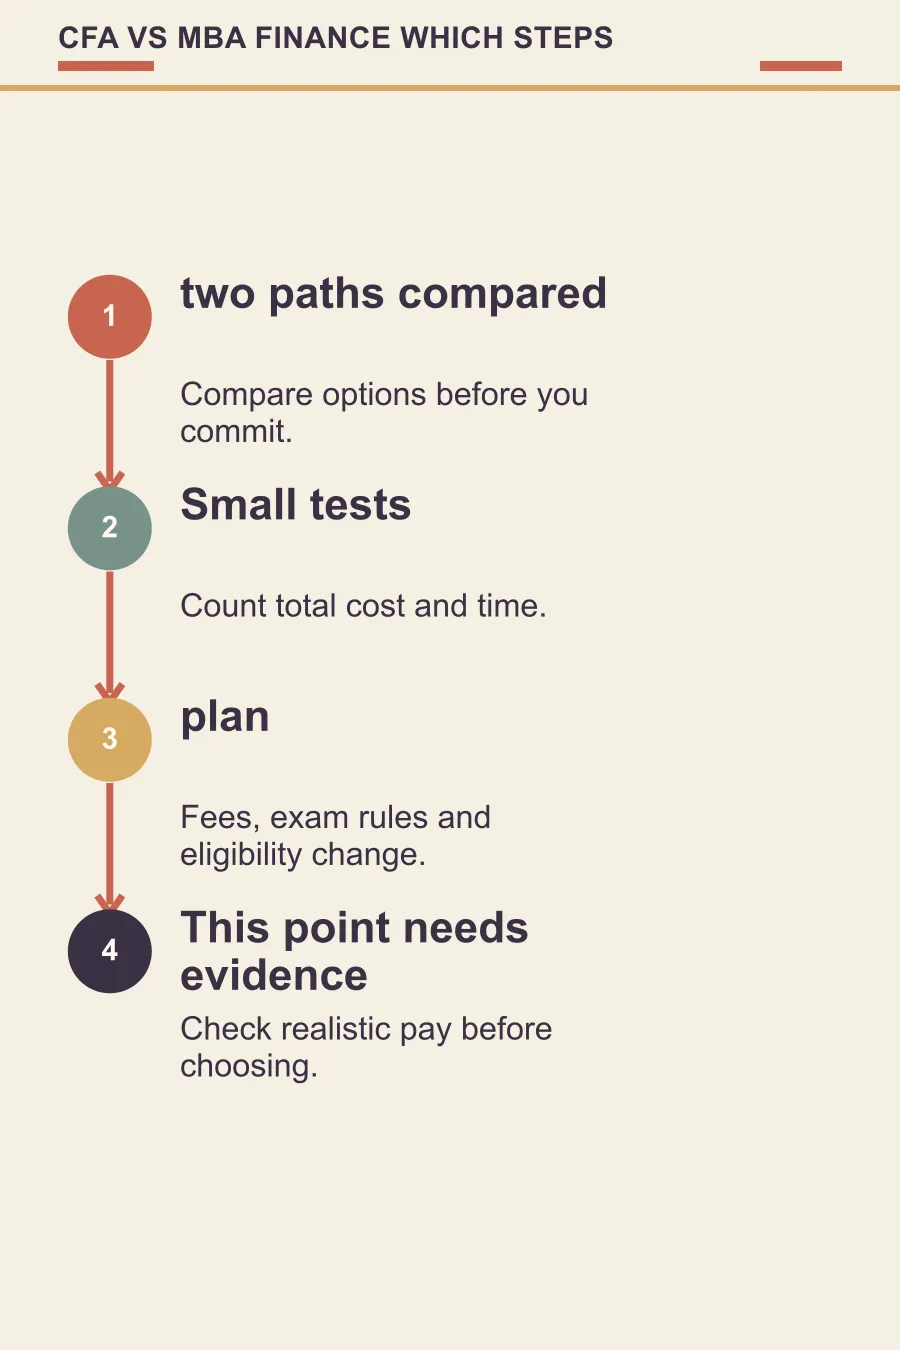 CFA VS MBA FINANCE WHICH STEPS
1
two paths compared
Compare options before you
commit.
2
Small tests
Count total cost and time.
3
plan
Fees, exam rules and
eligibility change.
4
This point needs
evidence
Check realistic pay before
choosing.